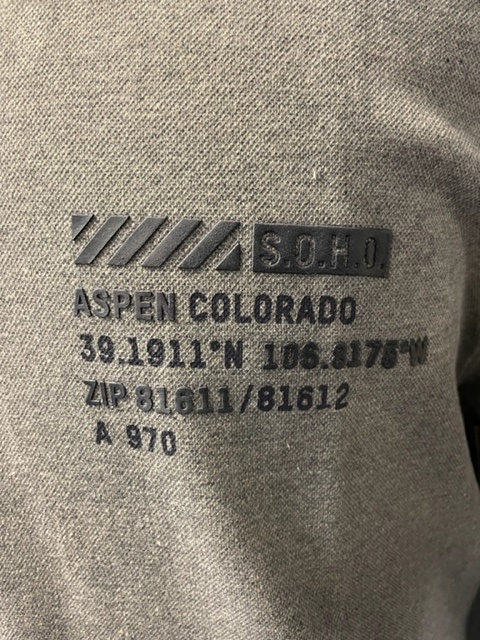 S.O.H.O.
ASPEN COLORADO
39.1911°N 106.8175°W
ZIP 81611/81612
A 970